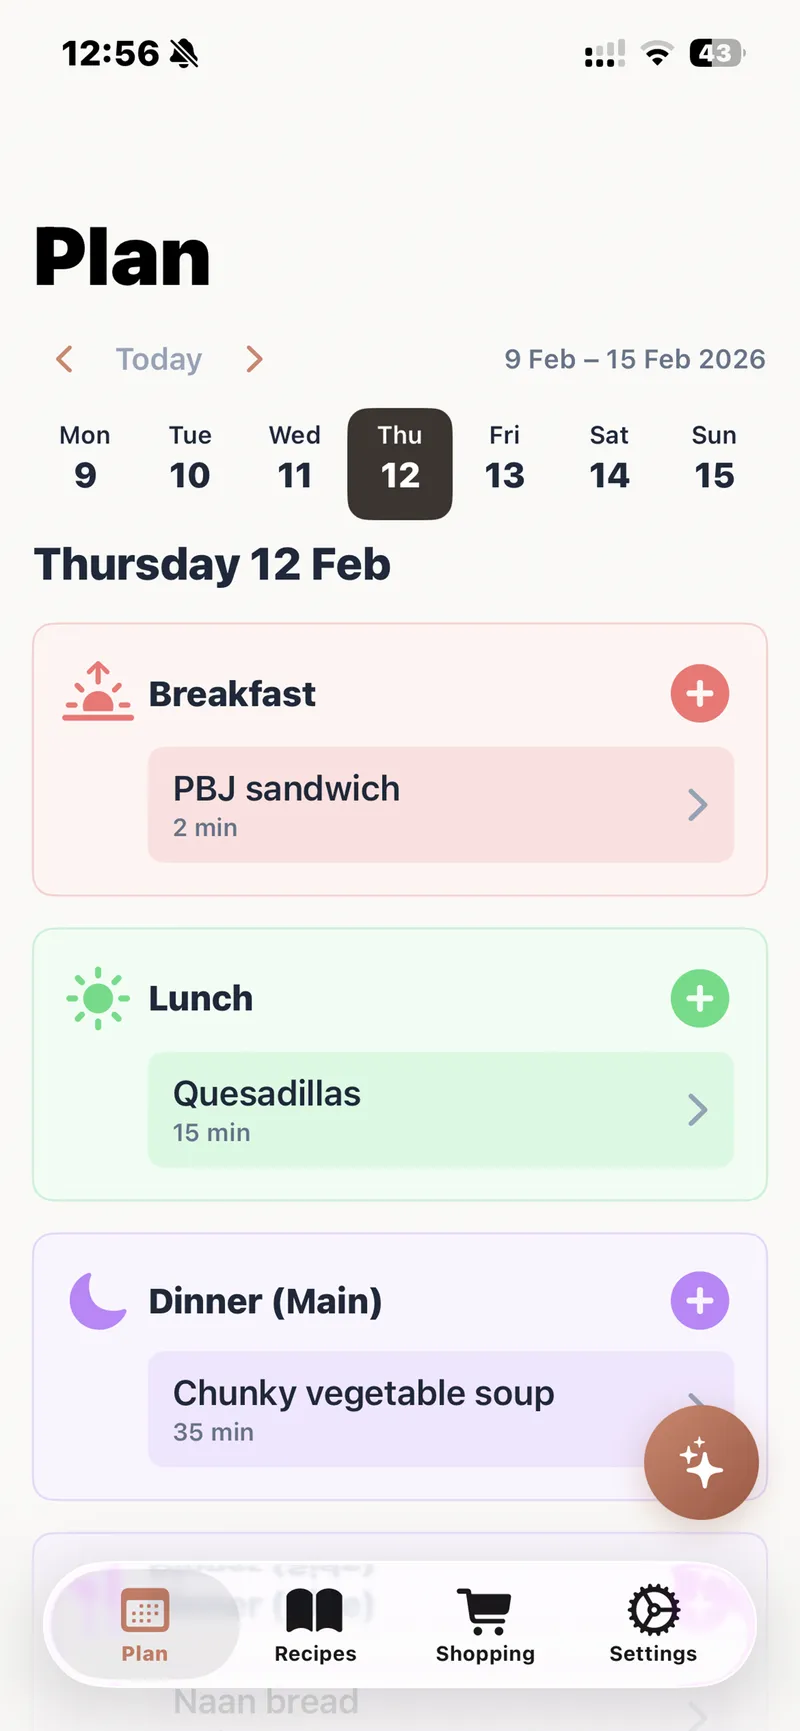 12:56
43
Plan
Today
9 Feb – 15 Feb 2026
Mon Tue Wed Thu Fri Sat Sun
9 10 11 12 13 14 15
Thursday 12 Feb
Breakfast
PBJ sandwich
2 min
Lunch
Quesadillas
15 min
Dinner (Main)
Chunky vegetable soup
35 min
Plan Recipes Shopping Settings
Naan bread